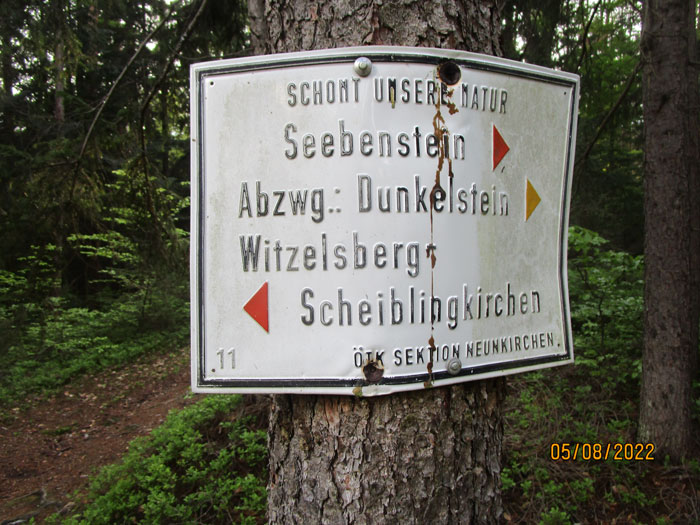 SCHONT UNSERE NATUR
Seebenstein
Abzwg.: Dunkelstein
Witzelsberg-
Scheiblingkirchen
11
ÖTK SEKTION NEUNKIRCHEN.
05/08/2022